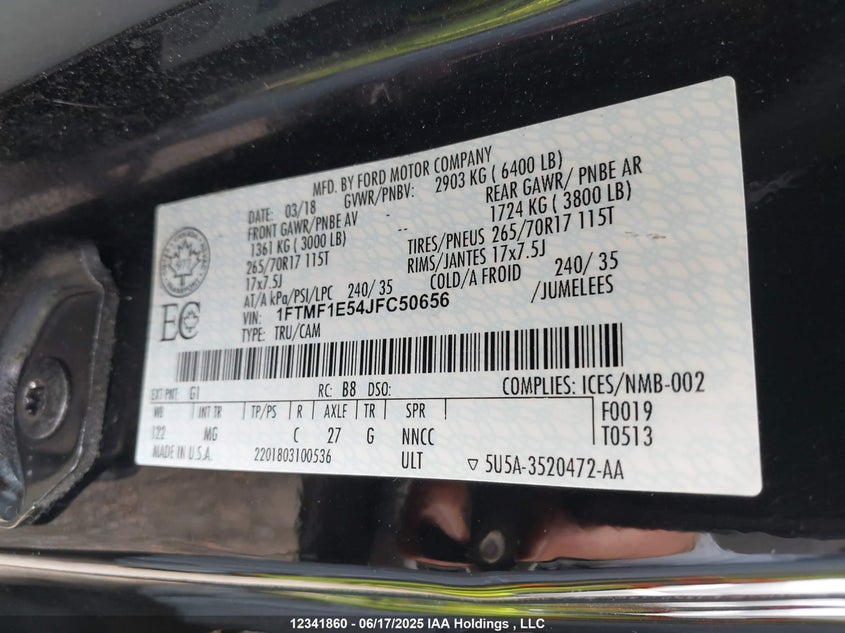 MFD. BY FORD MOTOR COMPANY
DATE: 03/18 GVWR/PNBV: 2903 KG ( 6400 LB)
FRONT GAWR/PNBE AV REAR GAWR/ PNBE AR
1361 KG ( 3000 LB) 1724 KG ( 3800 LB)
265/70R17 115T TIRES/PNEUS 265/70R17 115T
17x7.5J RIMS/JANTES 17x7.5J
AT/A kPa/PSI/LPC 240/ 35 COLD/A FROID 240/ 35
VIN: 1FTMF1E54JFC50656 /JUMELEES
TYPE: TRU/CAM
EC
EXT PNT: G1 RC: B8 DSO: COMPLIES: ICES/NMB-002
WB INT TR TP/PS R AXLE TR SPR F0019
122 MG C 27 G NNCC T0513
MADE IN U.S.A. 2201803100536 ULT ▽ 5U5A-3520472-AA
12341860 - 06/17/2025 IAA Holdings , LLC